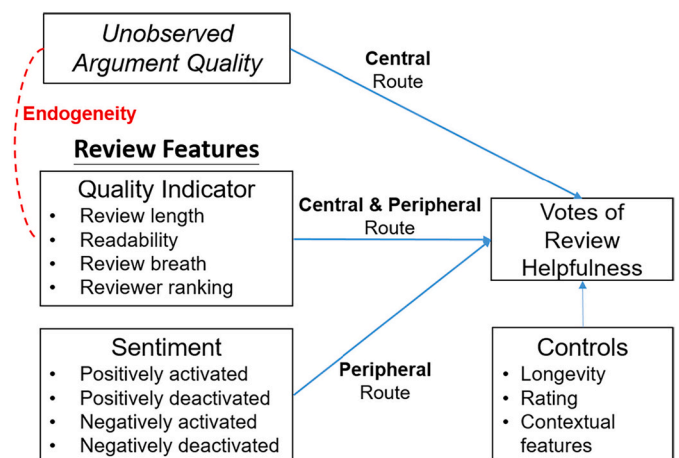 Unobserved
Argument Quality
Central
Route
Endogeneity
Review Features
Quality Indicator
• Review length
• Readability
• Review breath
• Reviewer ranking
Central & Peripheral
Route
Votes of
Review
Helpfulness
Sentiment
• Positively activated
• Positively deactivated
• Negatively activated
• Negatively deactivated
Peripheral
Route
Controls
• Longevity
• Rating
• Contextual
features